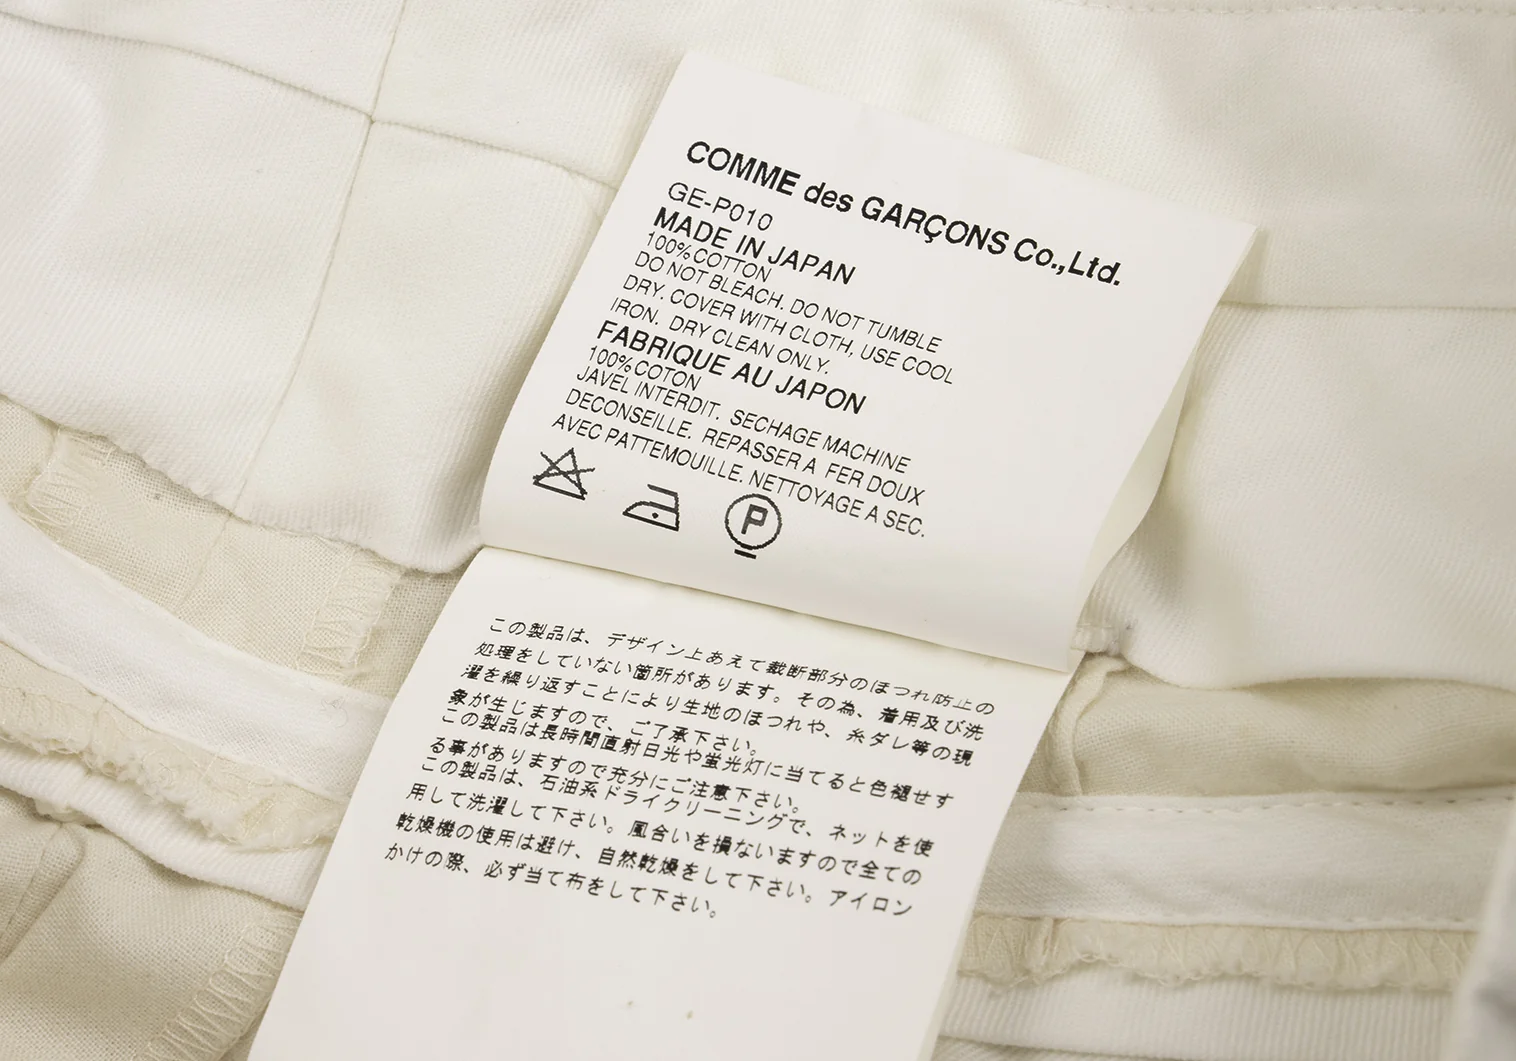 COMME des GARÇONS Co.,Ltd.
GE-P010
MADE IN JAPAN
100%COTTON
DO NOT BLEACH. DO NOT TUMBLE
DRY. COVER WITH CLOTH, USE COOL
IRON. DRY CLEAN ONLY.
FABRIQUE AU JAPON
100%COTON
JAVEL INTERDIT. SECHAGE MACHINE
DECONSEILLE. REPASSER A FER DOUX
AVEC PATTEMOUILLE. NETTOYAGE A SEC.
P
この製品は、デザイン上あえて裁断部分のほつれ防止の
処理をしていない箇所があります。その為、着用及び洗
濯を繰り返すことにより生地のほつれや、糸ダレ等の現
象が生じますので、ご了承下さい。
この製品は長時間直射日光や蛍光灯に当てると色褪せす
る事がありますので充分にご注意下さい。
この製品は、石油系ドライクリーニングで、ネットを使
用して洗濯して下さい。風合いを損ないますので全ての
乾燥機の使用は避け、自然乾燥をして下さい。アイロン
かけの際、必ず当て布をして下さい。